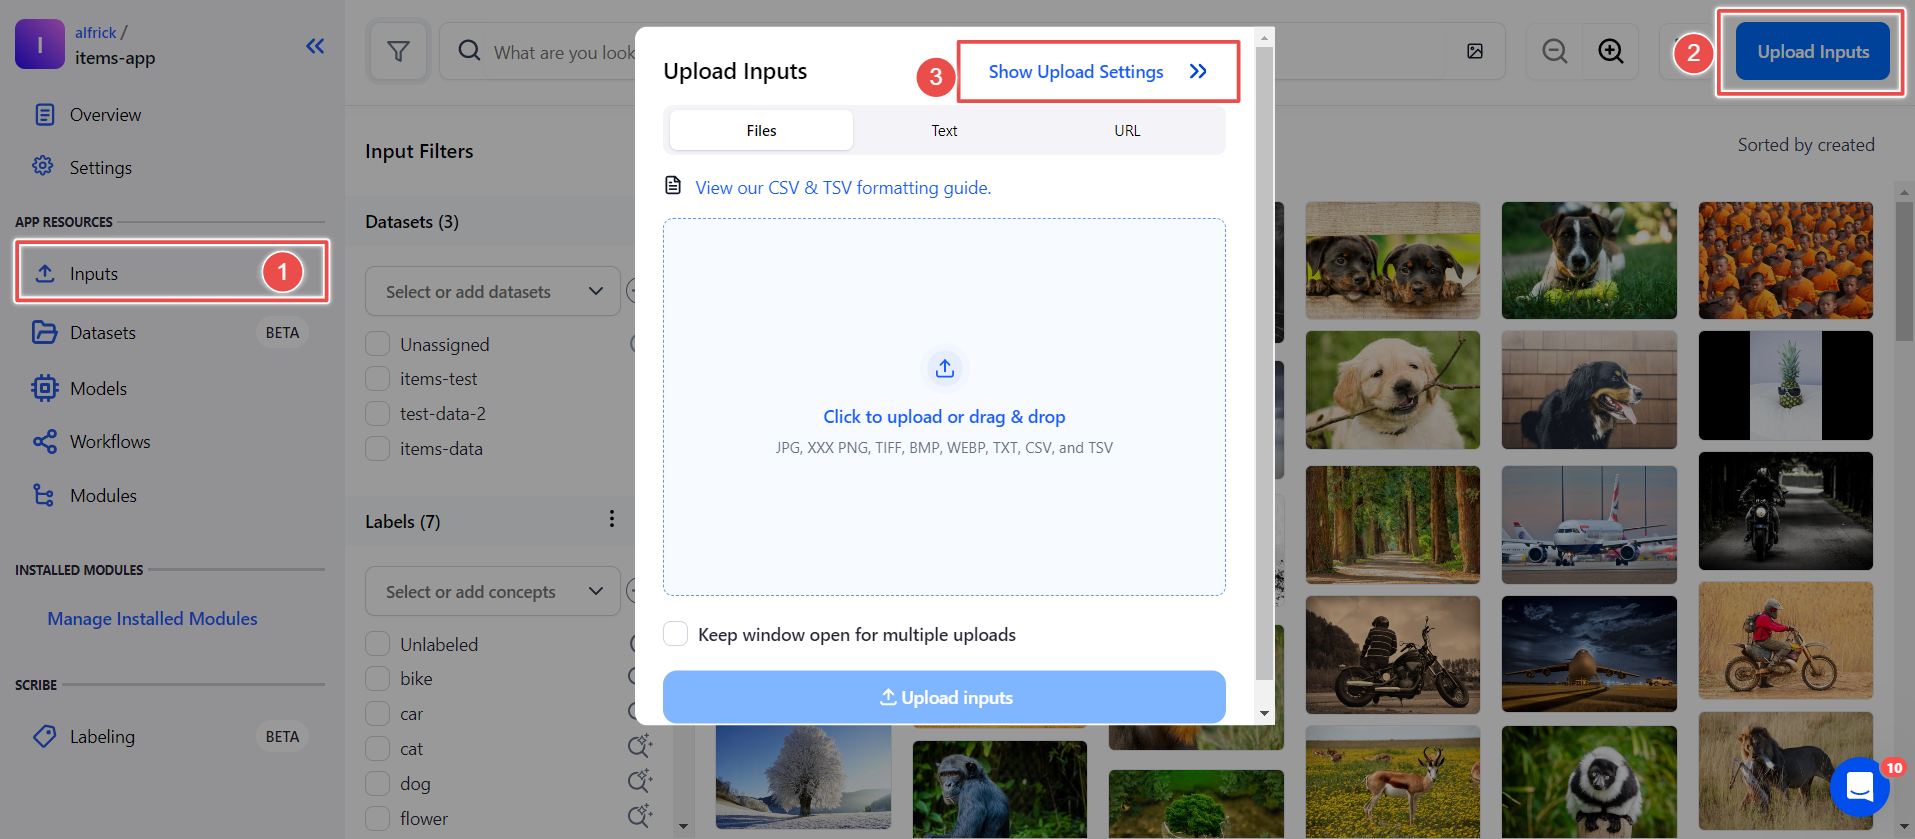 I
alfrick /
items-app
Overview
Settings
APP RESOURCES
Inputs
1
Datasets
BETA
Models
Workflows
Modules
INSTALLED MODULES
Manage Installed Modules
SCRIBE
Labeling
BETA
What are you look
2
Upload Inputs
Input Filters
Datasets (3)
Select or add datasets
Unassigned
items-test
test-data-2
items-data
Labels (7)
Select or add concepts
Unlabeled
bike
car
cat
dog
flower
Sorted by created
Upload Inputs
3
Show Upload Settings
Files
Text
URL
View our CSV & TSV formatting guide.
Click to upload or drag & drop
JPG, XXX PNG, TIFF, BMP, WEBP, TXT, CSV, and TSV
Keep window open for multiple uploads
Upload inputs
10